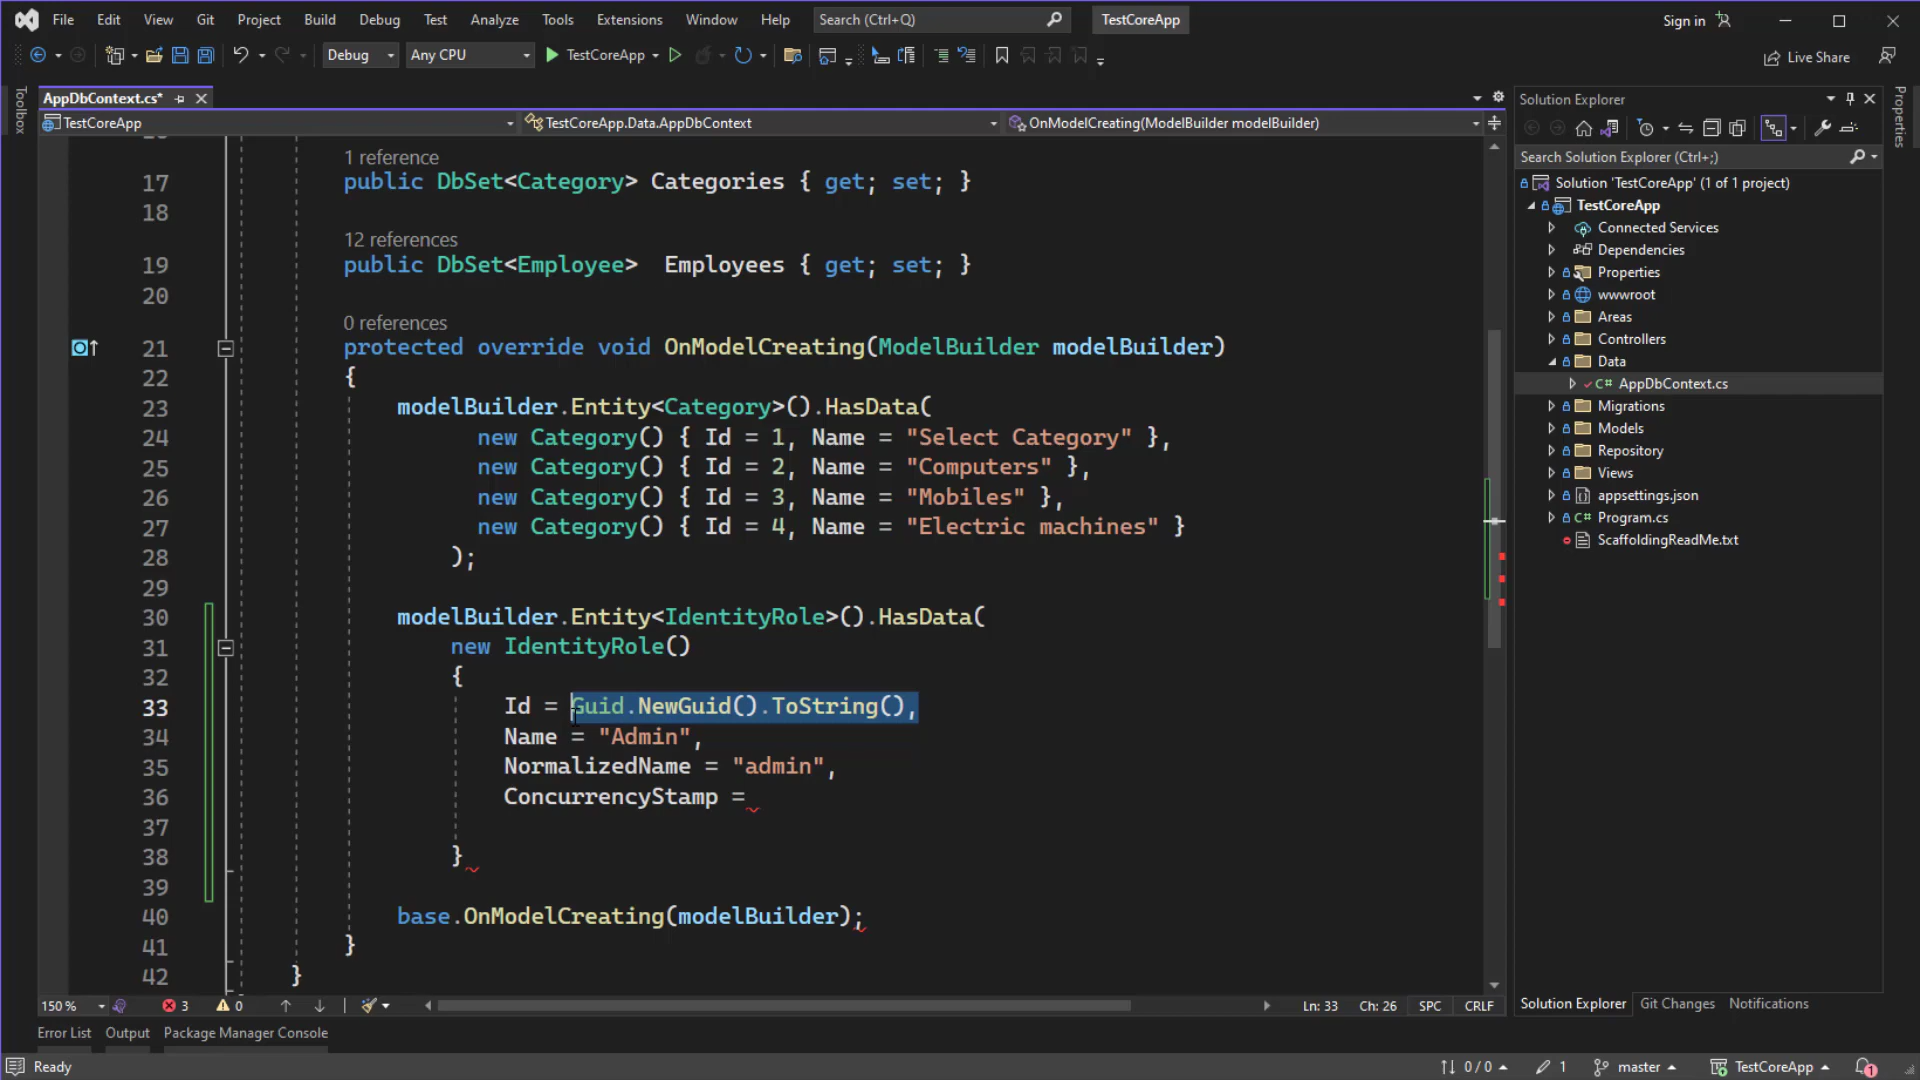 File Edit View Git Project Build Debug Test Analyze Tools Extensions Window Help Search (Ctrl+Q) TestCoreApp Sign in
Debug Any CPU TestCoreApp Live Share
Toolbox
AppDbContext.cs*
TestCoreApp TestCoreApp.Data.AppDbContext OnModelCreating(ModelBuilder modelBuilder)
1 reference
17 public DbSet<Category> Categories { get; set; }
18
12 references
19 public DbSet<Employee> Employees { get; set; }
20
0 references
21 protected override void OnModelCreating(ModelBuilder modelBuilder)
22 {
23 modelBuilder.Entity<Category>().HasData(
24 new Category() { Id = 1, Name = "Select Category" },
25 new Category() { Id = 2, Name = "Computers" },
26 new Category() { Id = 3, Name = "Mobiles" },
27 new Category() { Id = 4, Name = "Electric machines" }
28 );
29
30 modelBuilder.Entity<IdentityRole>().HasData(
31 new IdentityRole()
32 {
33 Id = Guid.NewGuid().ToString(),
34 Name = "Admin",
35 NormalizedName = "admin",
36 ConcurrencyStamp =
37
38 }
39
40 base.OnModelCreating(modelBuilder);
41 }
42 }
150 % 3 0 Ln: 33 Ch: 26 SPC CRLF
Error List Output Package Manager Console
Solution Explorer
Search Solution Explorer (Ctrl+;)
Solution 'TestCoreApp' (1 of 1 project)
TestCoreApp
Connected Services
Dependencies
Properties
wwwroot
Areas
Controllers
Data
C# AppDbContext.cs
Migrations
Models
Repository
Views
appsettings.json
C# Program.cs
ScaffoldingReadMe.txt
Solution Explorer Git Changes Notifications
Properties
Ready 0 / 0 1 master TestCoreApp 1